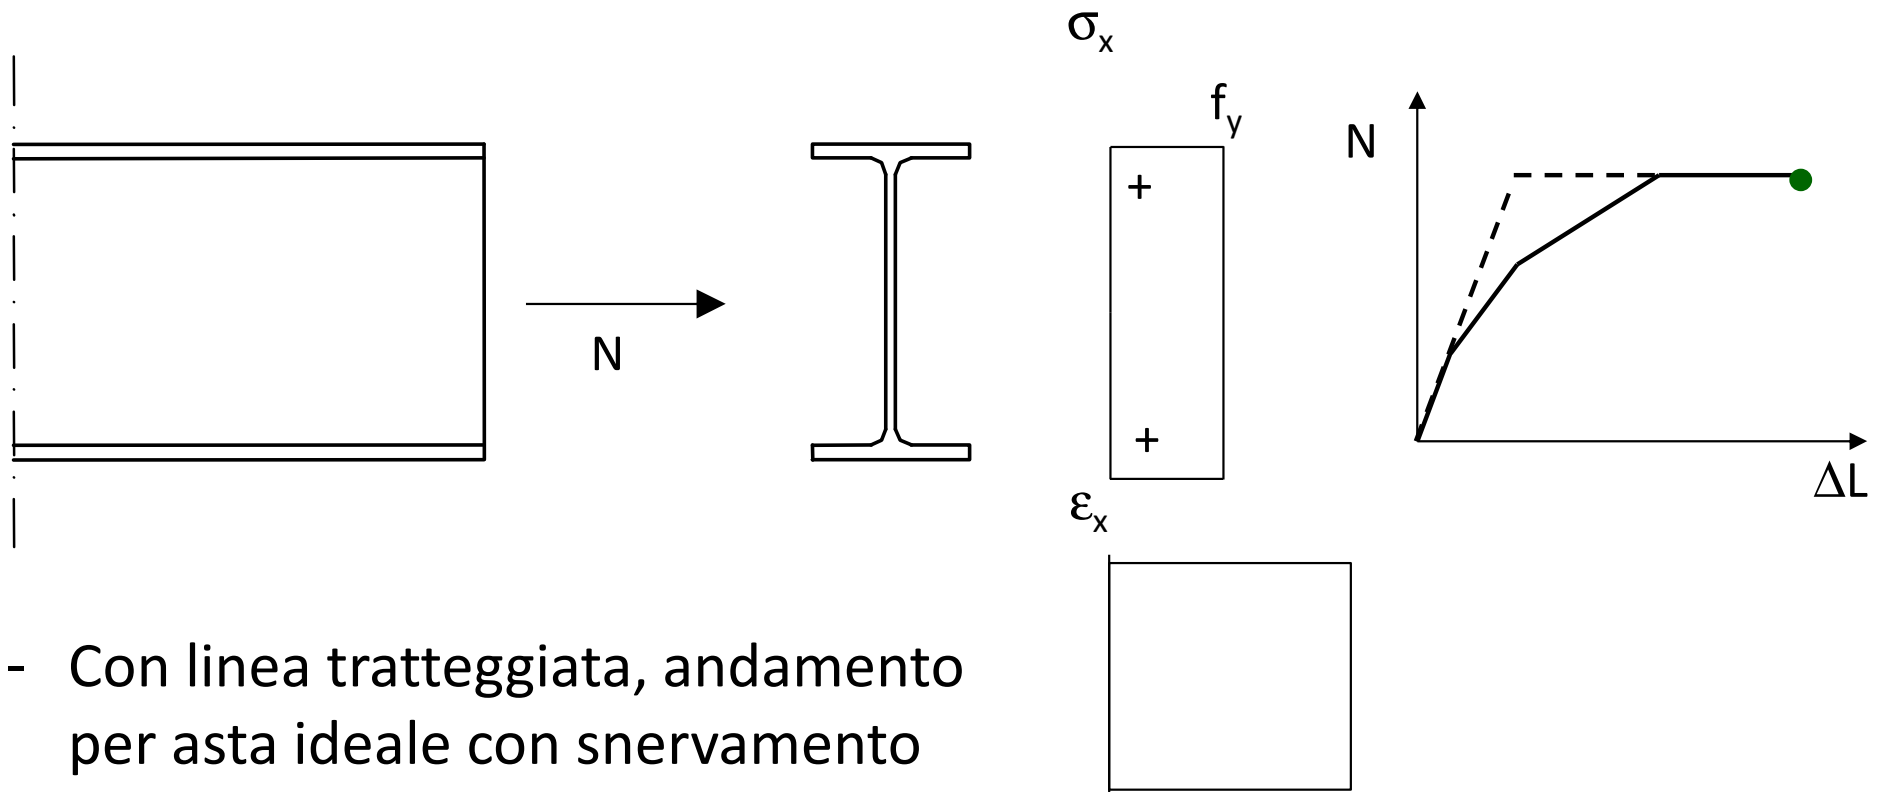 σx
fy
N
+
N
+
ΔL
εx
- Con linea tratteggiata, andamento
per asta ideale con snervamento